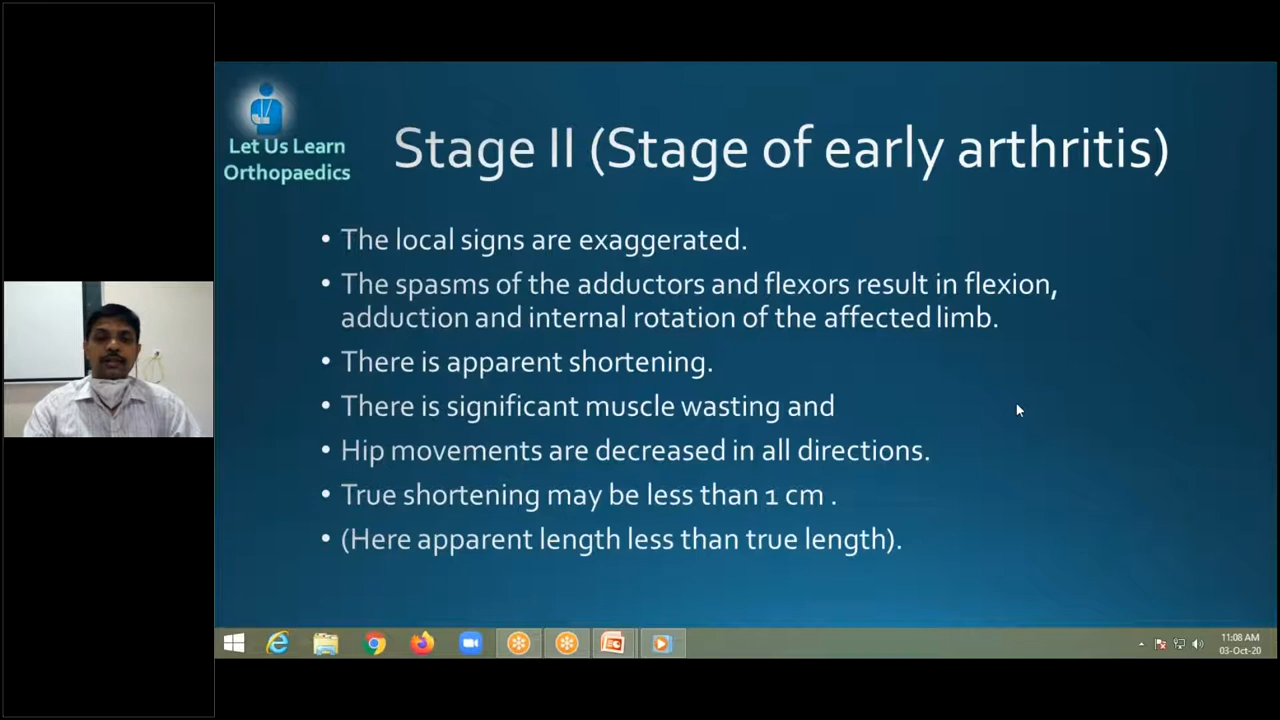 Let Us Learn
Orthopaedics
Stage II (Stage of early arthritis)
• The local signs are exaggerated.
• The spasms of the adductors and flexors result in flexion,
adduction and internal rotation of the affected limb.
• There is apparent shortening.
• There is significant muscle wasting and
• Hip movements are decreased in all directions.
• True shortening may be less than 1 cm .
• (Here apparent length less than true length).
11:08 AM
03-Oct-20